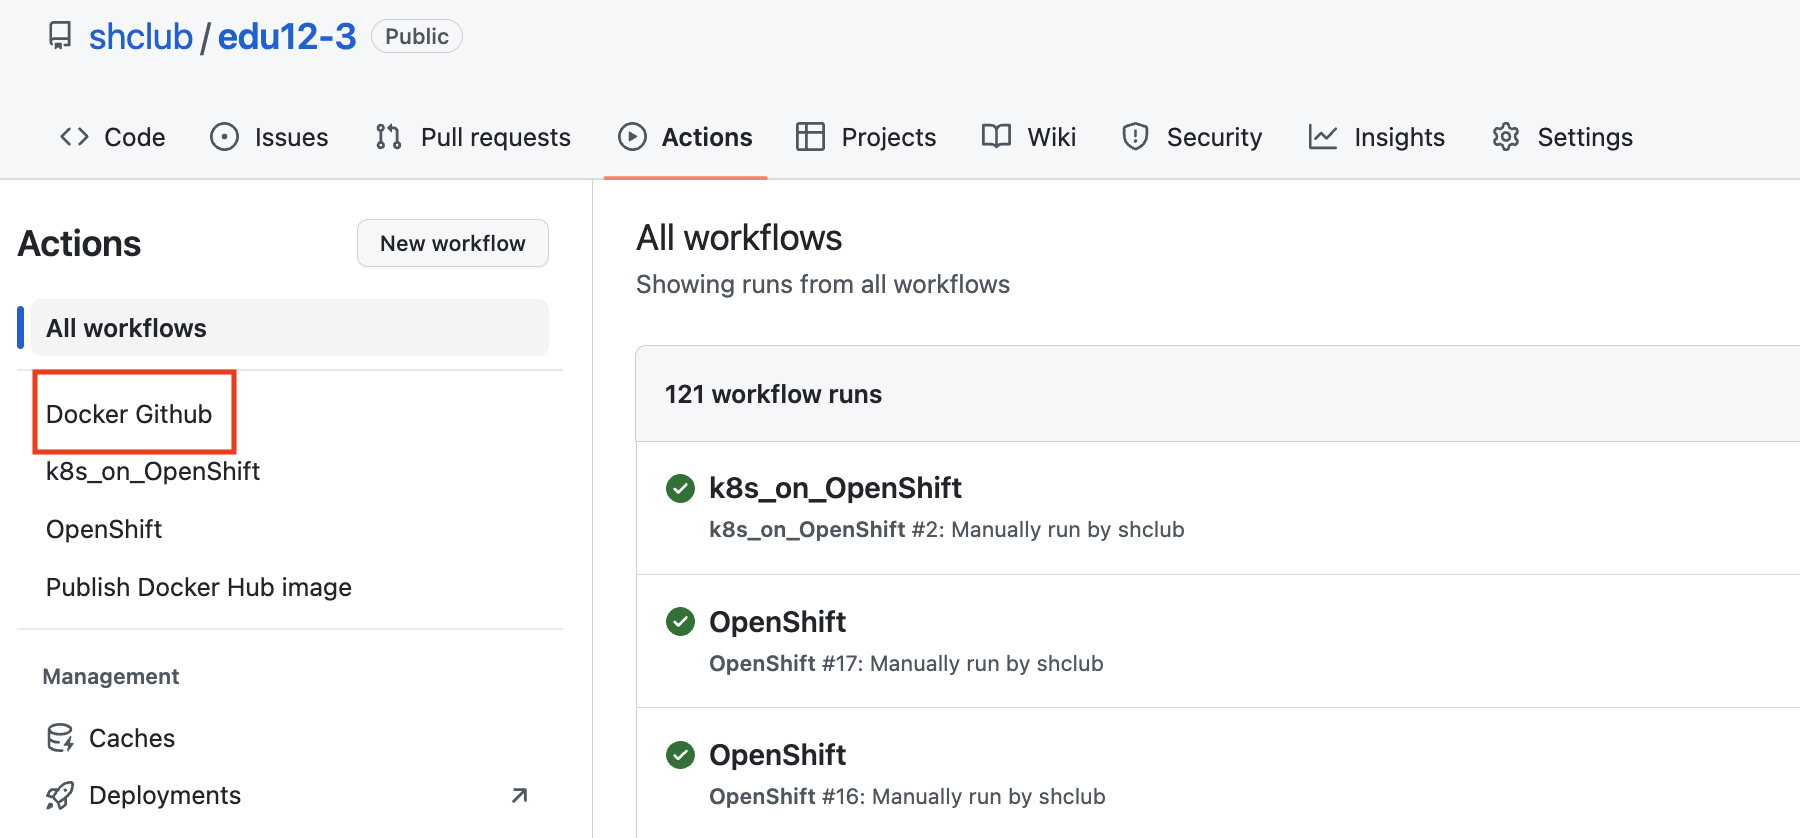 shclub / edu12-3 Public
Code Issues Pull requests Actions Projects Wiki Security Insights Settings
Actions
New workflow
All workflows
Docker Github
k8s_on_OpenShift
OpenShift
Publish Docker Hub image
Management
Caches
Deployments
All workflows
Showing runs from all workflows
121 workflow runs
k8s_on_OpenShift
k8s_on_OpenShift #2: Manually run by shclub
OpenShift
OpenShift #17: Manually run by shclub
OpenShift
OpenShift #16: Manually run by shclub